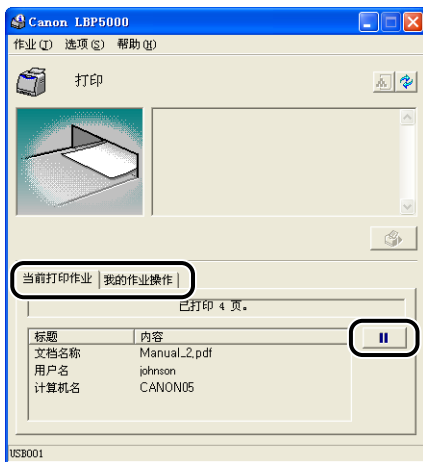 Canon LBP5000
作业(J) 选项(S) 帮助(H)
打印
当前打印作业 我的作业操作
已打印 4 页。
标题 内容
文档名称 Manual_2.pdf
用户名 johnson
计算机名 CANON05
USB001